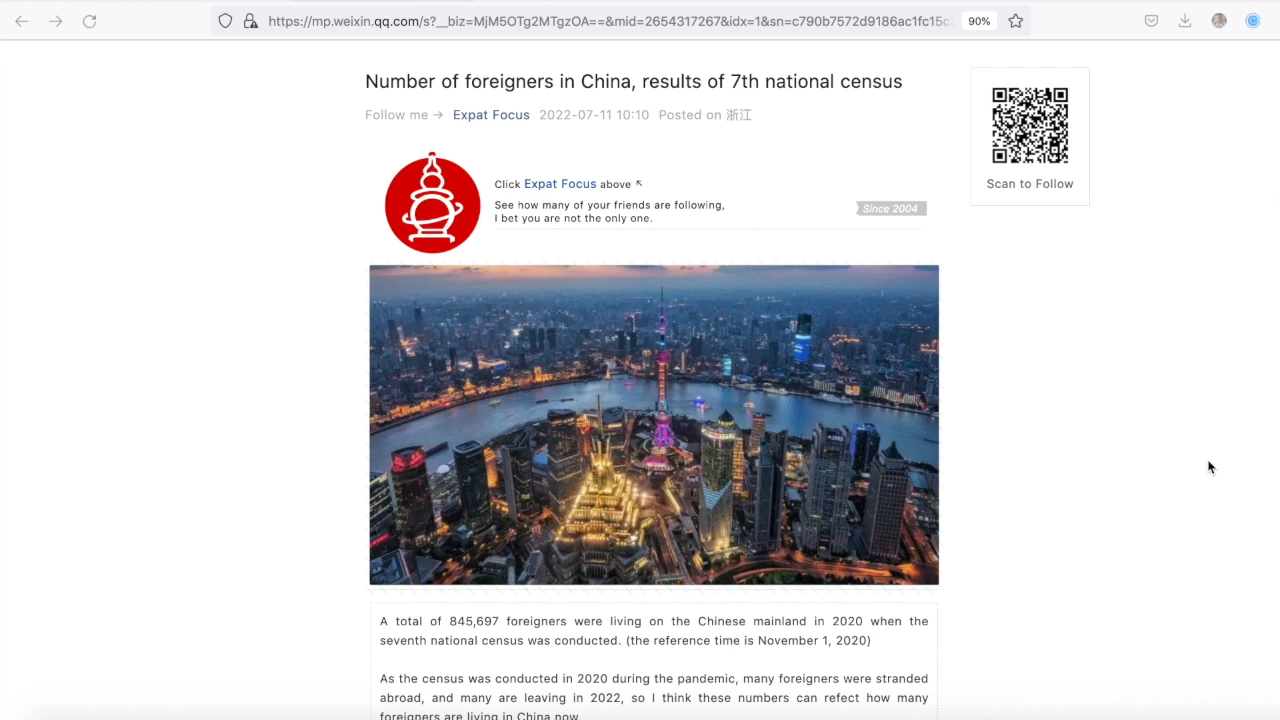 https://mp.weixin.qq.com/s?__biz=MjM5OTg2MTgzOA==&mid=2654317267&idx=1&sn=c790b7572d9186ac1fc15c
90%
Number of foreigners in China, results of 7th national census
Follow me → Expat Focus 2022-07-11 10:10 Posted on 浙江
Click Expat Focus above ↖
See how many of your friends are following,
I bet you are not the only one.
Since 2004
Scan to Follow
A total of 845,697 foreigners were living on the Chinese mainland in 2020 when the
seventh national census was conducted. (the reference time is November 1, 2020)
As the census was conducted in 2020 during the pandemic, many foreigners were stranded
abroad, and many are leaving in 2022, so I think these numbers can refect how many
foreigners are living in China now.